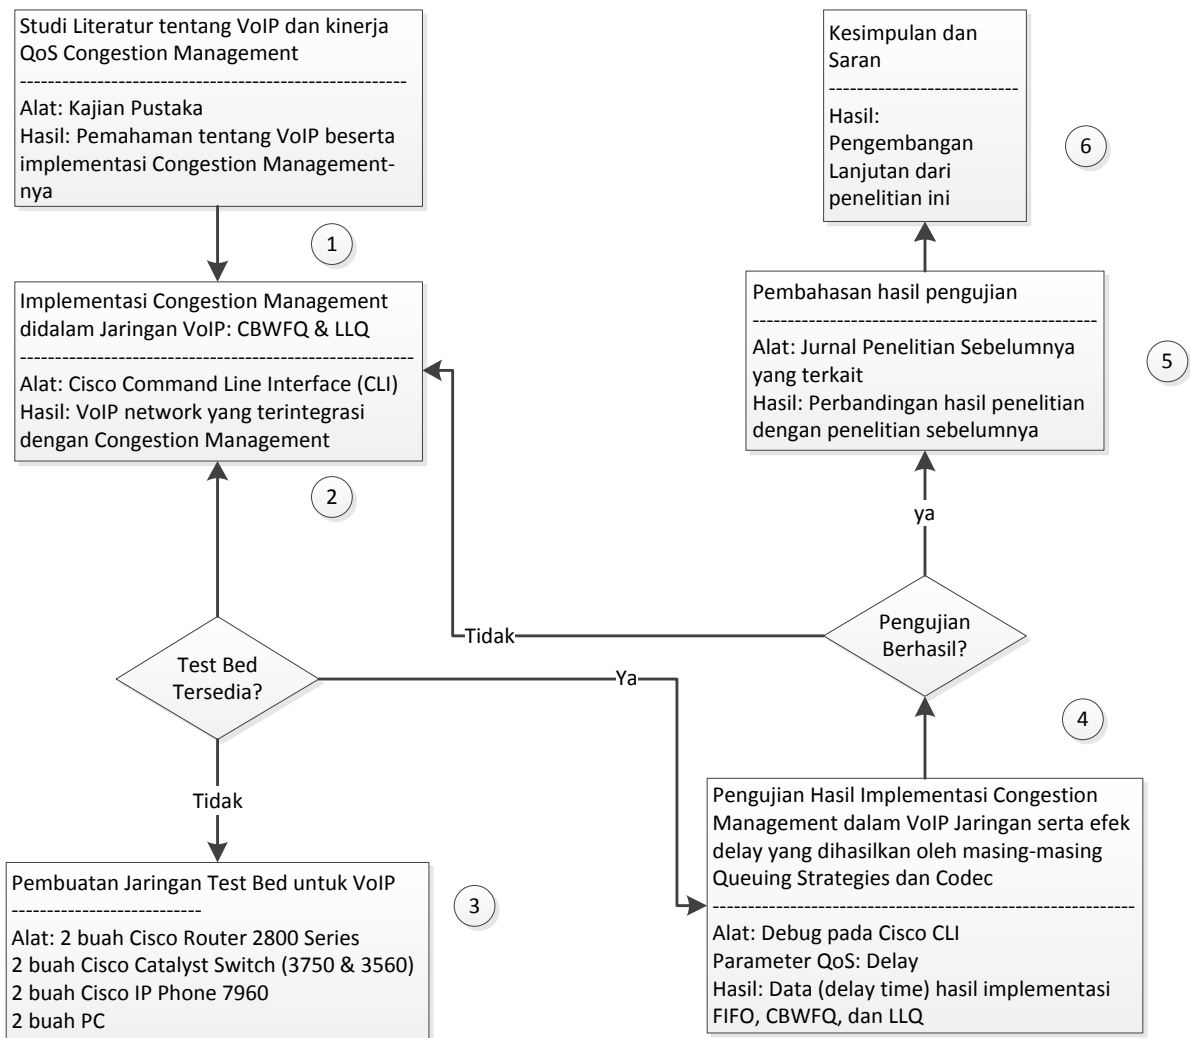 Studi Literatur tentang VoIP dan kinerja
QoS Congestion Management
-------------------------------------------------------
Alat: Kajian Pustaka
Hasil: Pemahaman tentang VoIP beserta
implementasi Congestion Management-
nya
1
Implementasi Congestion Management
didalam Jaringan VoIP: CBWFQ & LLQ
--------------------------------------------------------
Alat: Cisco Command Line Interface (CLI)
Hasil: VoIP network yang terintegrasi
dengan Congestion Management
2
Test Bed
Tersedia?
Tidak
Ya
Pembuatan Jaringan Test Bed untuk VoIP
---------------------------
Alat: 2 buah Cisco Router 2800 Series
2 buah Cisco Catalyst Switch (3750 & 3560)
2 buah Cisco IP Phone 7960
2 buah PC
3
Pengujian Hasil Implementasi Congestion
Management dalam VoIP Jaringan serta efek
delay yang dihasilkan oleh masing-masing
Queuing Strategies dan Codec
------------------------------------------------------------
Alat: Debug pada Cisco CLI
Parameter QoS: Delay
Hasil: Data (delay time) hasil implementasi
FIFO, CBWFQ, dan LLQ
4
Pengujian
Berhasil?
Tidak
ya
Pembahasan hasil pengujian
-------------------------------------------------
Alat: Jurnal Penelitian Sebelumnya
yang terkait
Hasil: Perbandingan hasil penelitian
dengan penelitian sebelumnya
5
Kesimpulan dan
Saran
---------------------------
Hasil:
Pengembangan
Lanjutan dari
penelitian ini
6